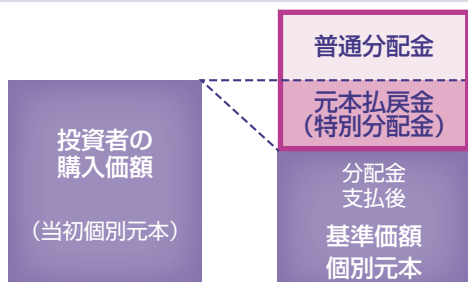 投資者の
購入価額
（当初個別元本）
普通分配金
元本払戻金
（特別分配金）
分配金
支払後
基準価額
個別元本